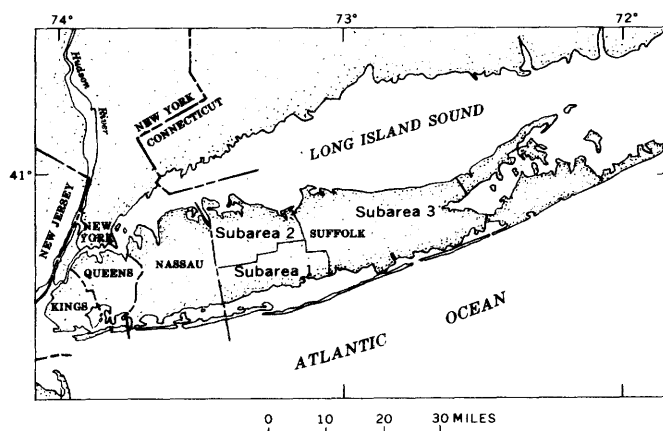 74°
73°
72°
Hudson
River
NEW YORK
CONNECTICUT
LONG ISLAND SOUND
41°
NEW JERSEY
NEW
YORK
Subarea 3
Subarea 2
SUFFOLK
QUEENS
NASSAU
Subarea
KINGS
ATLANTIC OCEAN
0 10 20 30 MILES